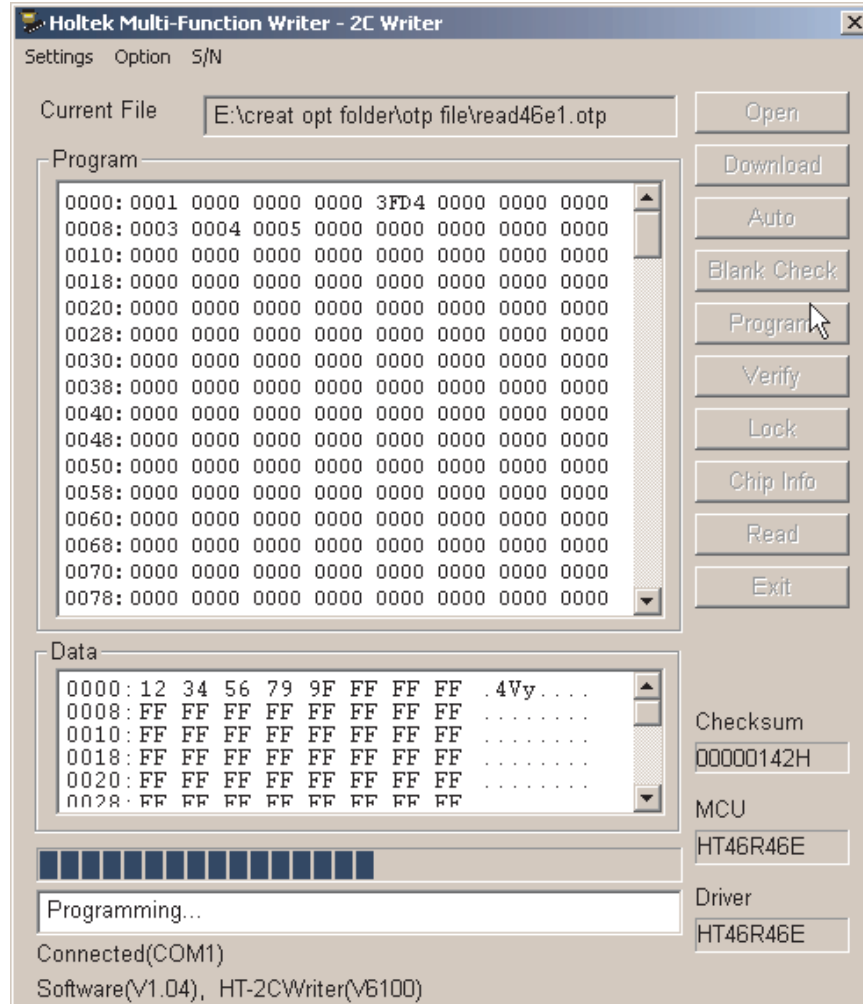 Holtek Multi-Function Writer - 2C Writer
Settings Option S/N
Current File
E:\creat opt folder\otp file\read46e1.otp
Open
Program
Download
Auto
Blank Check
Program
Verify
Lock
Chip Info
Read
Exit
0000: 0001 0000 0000 0000 3FD4 0000 0000 0000
0008: 0003 0004 0005 0000 0000 0000 0000 0000
0010: 0000 0000 0000 0000 0000 0000 0000 0000
0018: 0000 0000 0000 0000 0000 0000 0000 0000
0020: 0000 0000 0000 0000 0000 0000 0000 0000
0028: 0000 0000 0000 0000 0000 0000 0000 0000
0030: 0000 0000 0000 0000 0000 0000 0000 0000
0038: 0000 0000 0000 0000 0000 0000 0000 0000
0040: 0000 0000 0000 0000 0000 0000 0000 0000
0048: 0000 0000 0000 0000 0000 0000 0000 0000
0050: 0000 0000 0000 0000 0000 0000 0000 0000
0058: 0000 0000 0000 0000 0000 0000 0000 0000
0060: 0000 0000 0000 0000 0000 0000 0000 0000
0068: 0000 0000 0000 0000 0000 0000 0000 0000
0070: 0000 0000 0000 0000 0000 0000 0000 0000
0078: 0000 0000 0000 0000 0000 0000 0000 0000
Data
0000: 12 34 56 79 9F FF FF FF .4Vy....
0008: FF FF FF FF FF FF FF FF ........
0010: FF FF FF FF FF FF FF FF ........
0018: FF FF FF FF FF FF FF FF ........
0020: FF FF FF FF FF FF FF FF ........
0028: FF FF FF FF FF FF FF FF
Checksum
00000142H
MCU
HT46R46E
Driver
HT46R46E
Programming...
Connected(COM1)
Software(V1.04), HT-2CWriter(V6100)